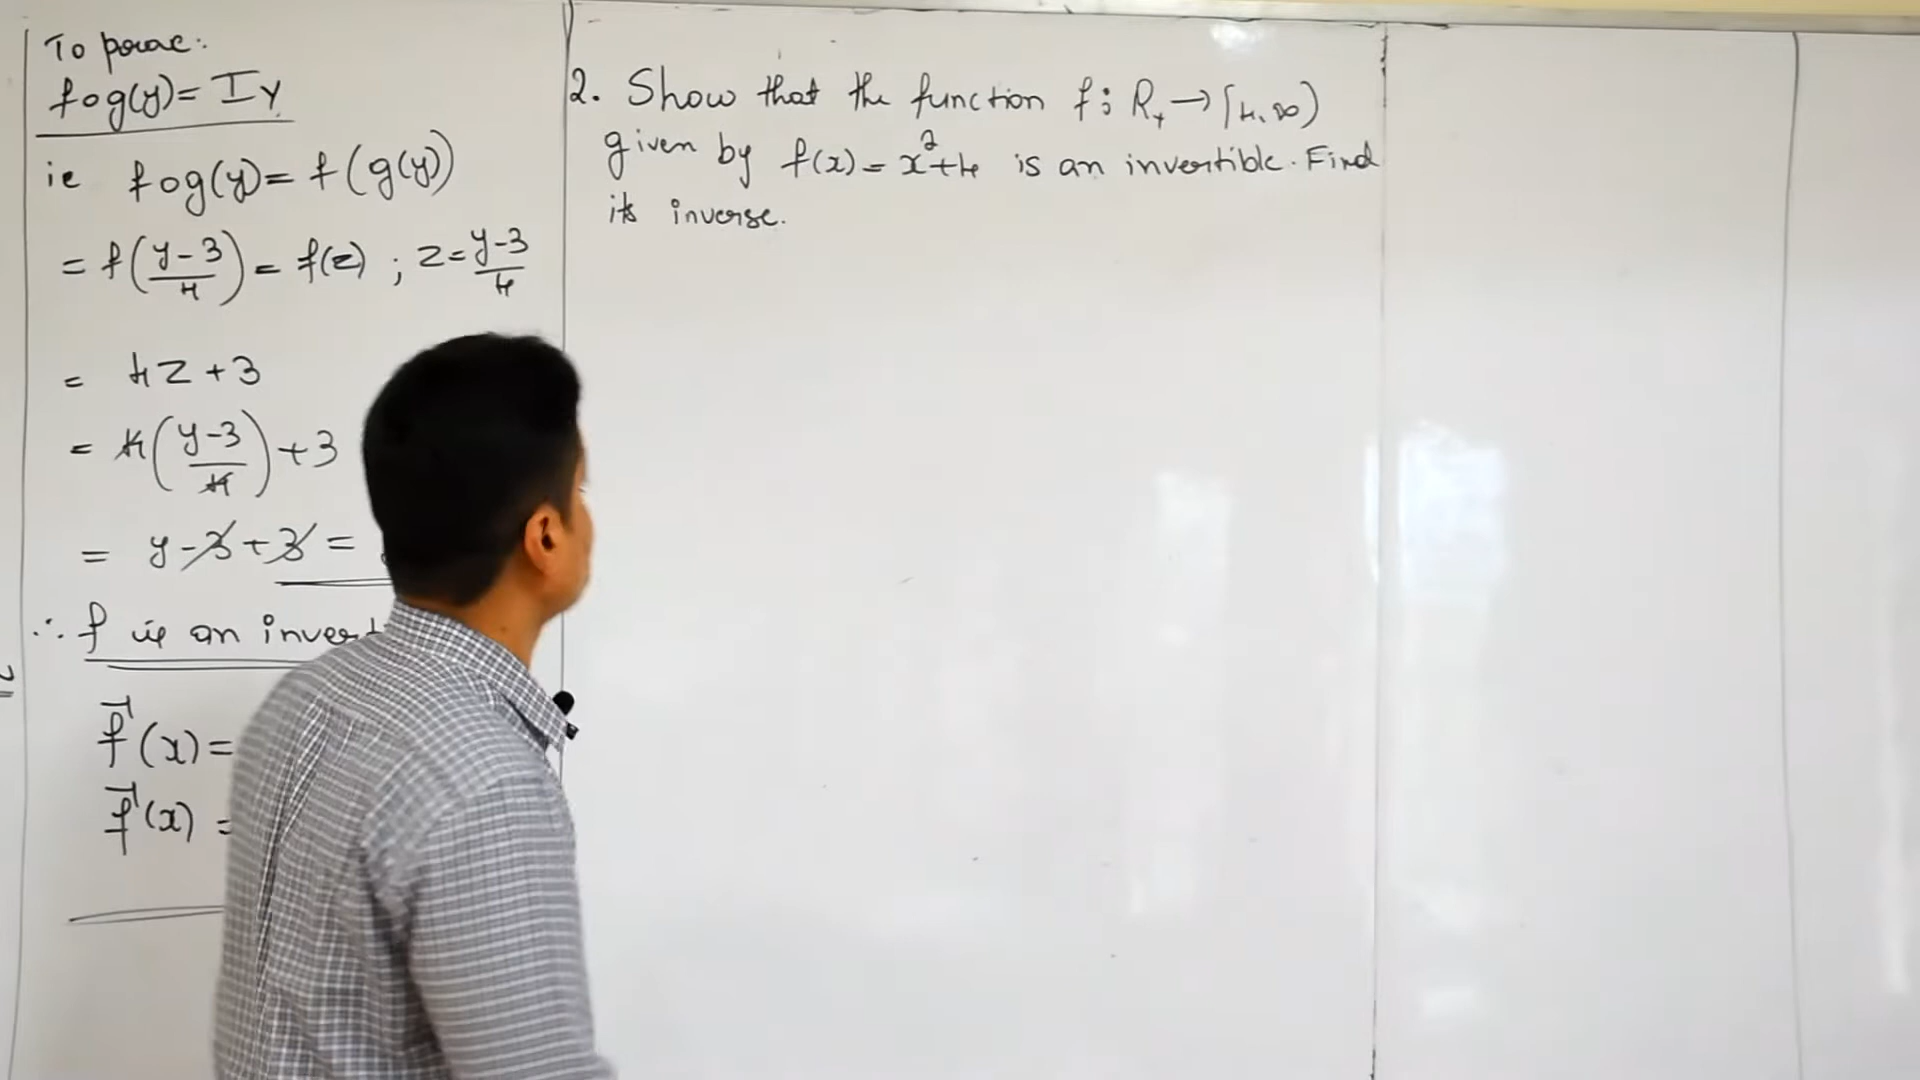 To prove:
fog(y) = I_Y
ie fog(y) = f(g(y))
= f((y-3)/4) = f(z) ; z = (y-3)/4
= 4z + 3
= 4((y-3)/4) + 3
= y - 3 + 3 =
∴ f is an invert
f⁻¹(x) =
f⁻¹(x) =
2. Show that the function f : R₊ → [4, ∞)
given by f(x) = x² + 4 is an invertible. Find
its inverse.